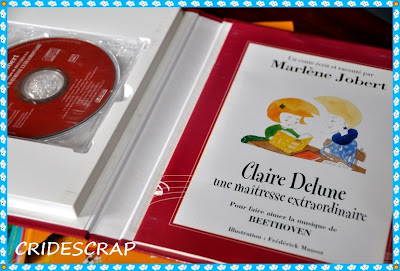 Un conte écrit et raconté par
Marlène Jobert
Claire Delune
une maîtresse extraordinaire
Pour faire aimer la musique de
BEETHOVEN
Illustration : Frédérick Mansot
CRIDESCRAP